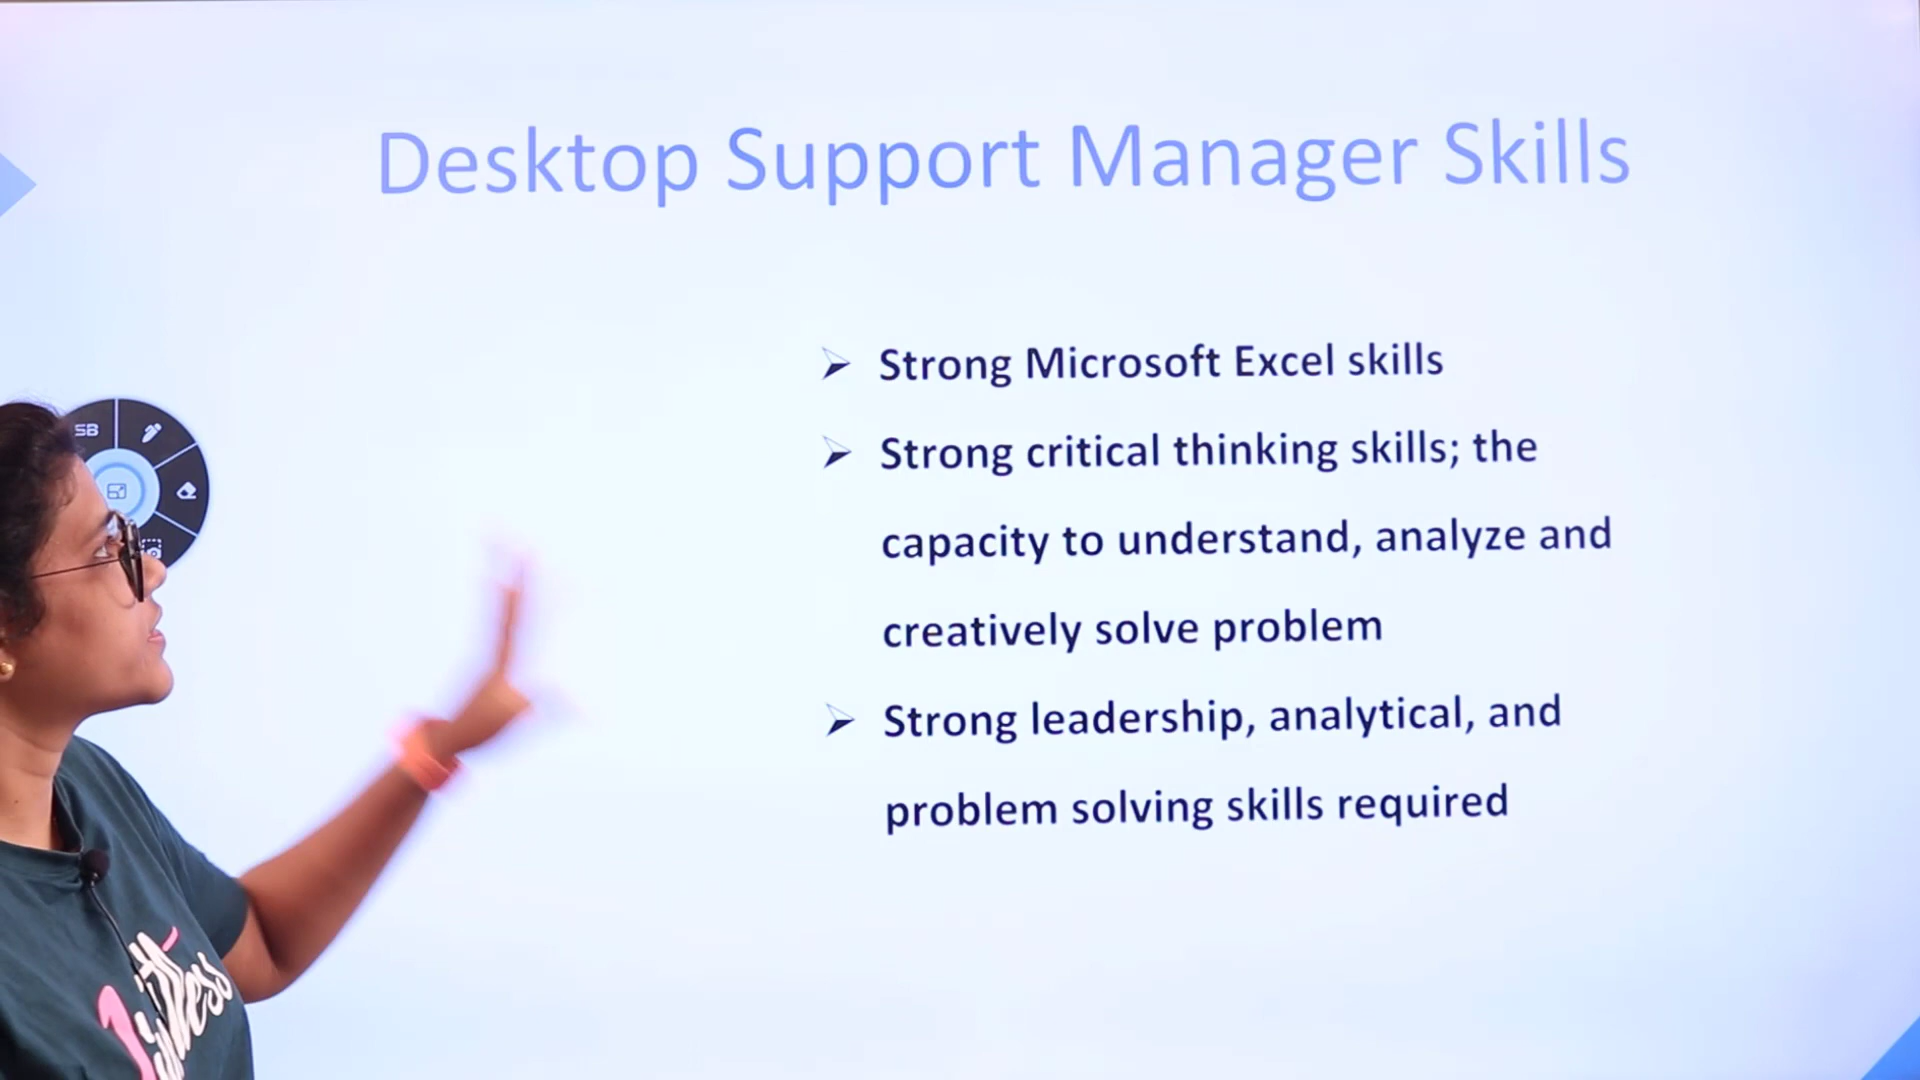 Desktop Support Manager Skills
SB
Strong Microsoft Excel skills
Strong critical thinking skills; the
capacity to understand, analyze and
creatively solve problem
Strong leadership, analytical, and
problem solving skills required